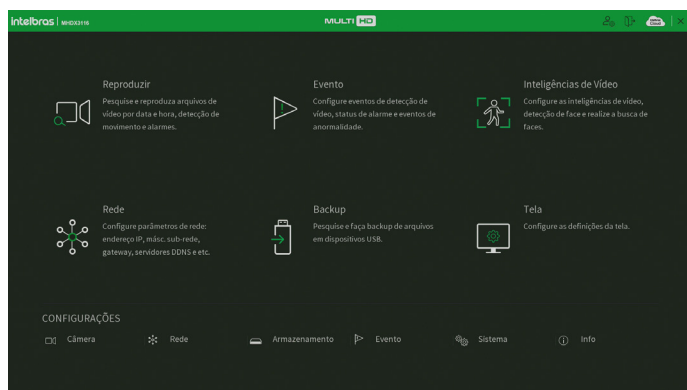 intelbras | MHDX3116
MULTI HD
Reproduzir
Pesquise e reproduza arquivos de
vídeo por data e hora, detecção de
movimento e alarmes.
Evento
Configure eventos de detecção de
vídeo, status de alarme e eventos de
anormalidade.
Inteligências de Vídeo
Configure as inteligências de vídeo,
detecção de face e realize a busca de
faces.
Rede
Configure parâmetros de rede:
endereço IP, másc. sub-rede,
gateway, servidores DDNS e etc.
Backup
Pesquise e faça backup de arquivos
em dispositivos USB.
Tela
Configure as definições da tela.
CONFIGURAÇÕES
Câmera
Rede
Armazenamento
Evento
Sistema
Info